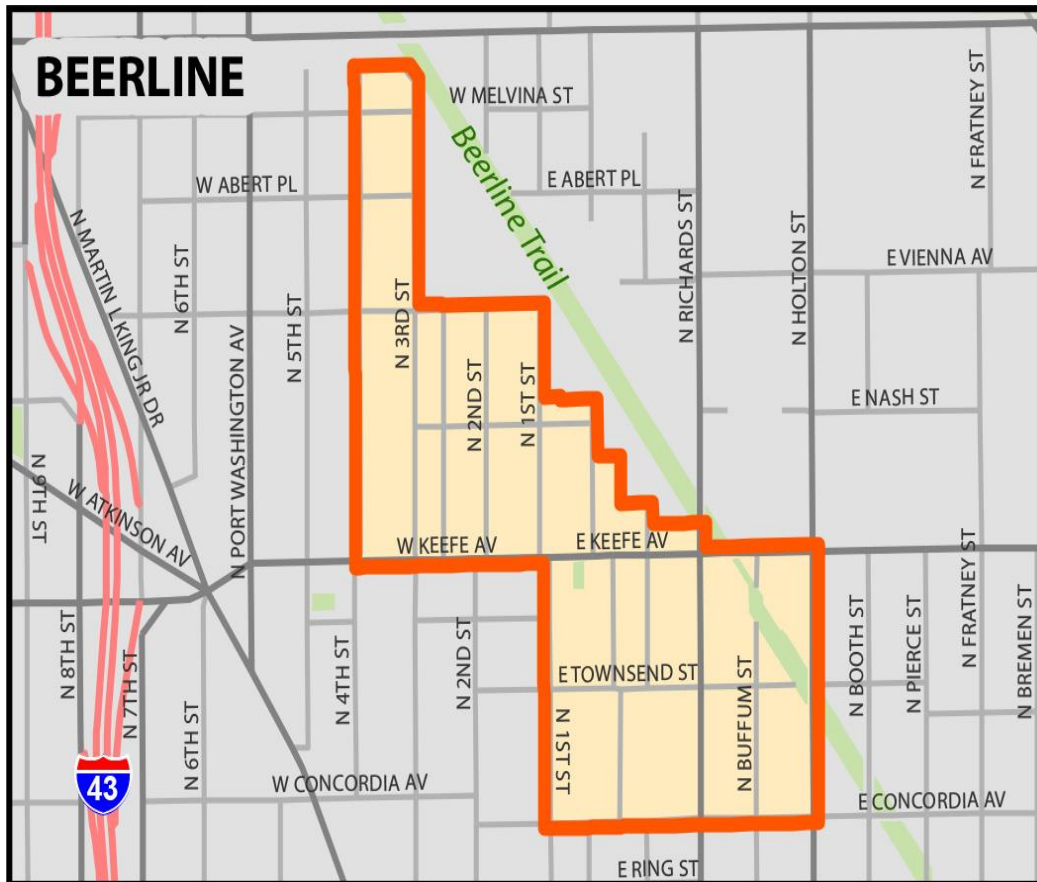 BEERLINE
W MELVINA ST
N FRATNEY ST
Beerline Trail
W ABERT PL
E ABERT PL
N MARTIN L KING JR DR
N 6TH ST
N RICHARDS ST
N HOLTON ST
E VIENNA AV
N 5TH ST
N 3RD ST
N PORT WASHINGTON AV
N 2ND ST
N 1ST ST
E NASH ST
N 9TH ST
W ATKINSON AV
W KEEFE AV
E KEEFE AV
N FRATNEY ST
N 8TH ST
N 7TH ST
N 6TH ST
N 4TH ST
N 2ND ST
E TOWNSEND ST
N BUFFUM ST
N BOOTH ST
N PIERCE ST
N BREMEN ST
N 1ST ST
43
W CONCORDIA AV
E CONCORDIA AV
E RING ST